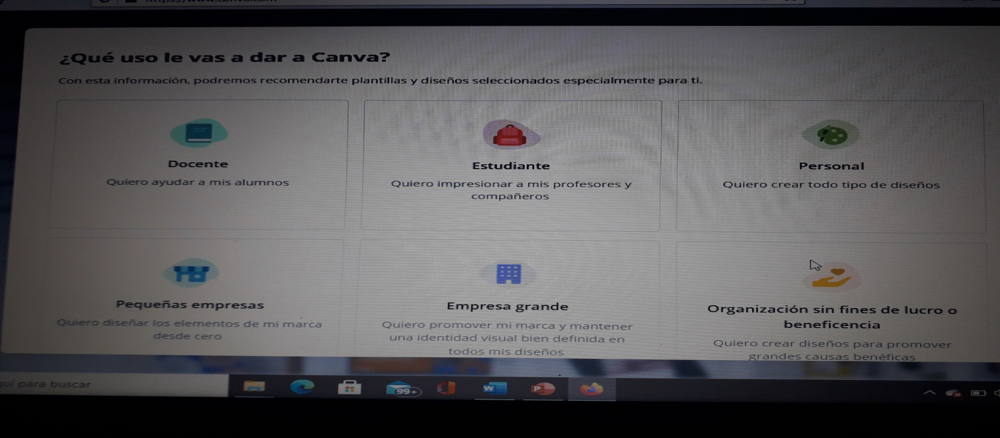 ¿Qué uso le vas a dar a Canva?
Con esta información, podremos recomendarte plantillas y diseños seleccionados especialmente para ti.
Docente
Quiero ayudar a mis alumnos
Estudiante
Quiero impresionar a mis profesores y
compañeros
Personal
Quiero crear todo tipo de diseños
Pequeñas empresas
Quiero diseñar los elementos de mi marca
desde cero
Empresa grande
Quiero promover mi marca y mantener
una identidad visual bien definida en
todos mis diseños
Organización sin fines de lucro o
beneficencia
Quiero crear diseños para promover
grandes causas benéficas
quí para buscar
99+
W
P